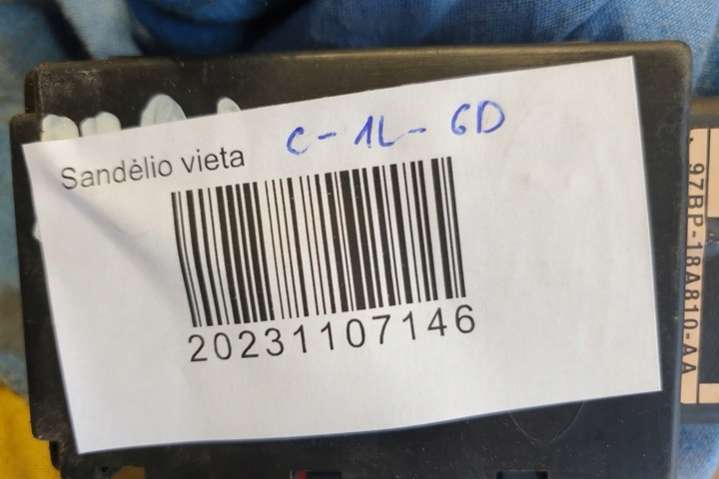 Sandėlio vieta C-1L-6D
20231107146
97BP-18A810-AA